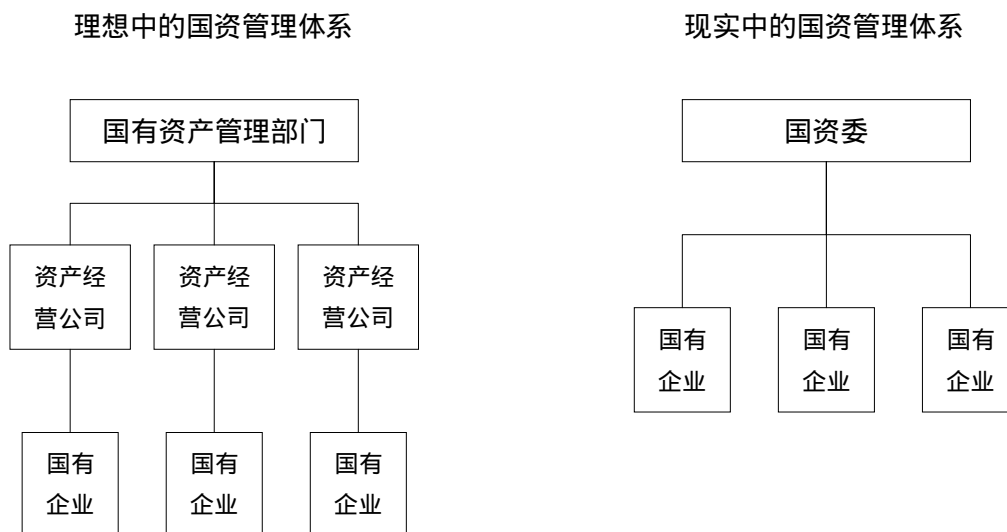 理想中的国资管理体系
现实中的国资管理体系
国有资产管理部门
国资委
资产经
营公司
资产经
营公司
资产经
营公司
国有
企业
国有
企业
国有
企业
国有
企业
国有
企业
国有
企业